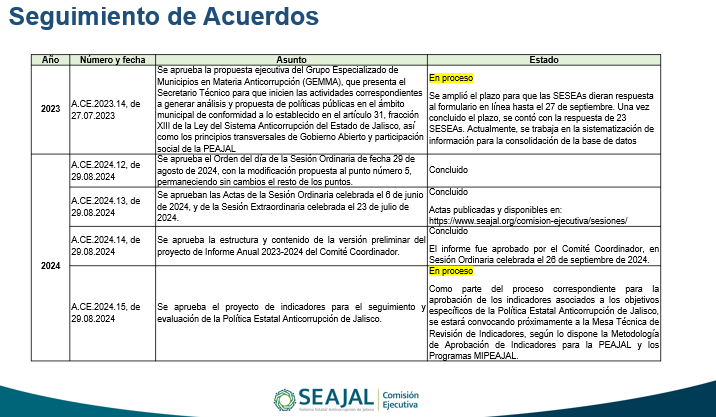 Seguimiento de Acuerdos
Año Número y fecha Asunto Estado
2023
A.CE.2023.14, de
27.07.2023
Se aprueba la propuesta ejecutiva del Grupo Especializado de
Municipios en Materia Anticorrupción (GEMMA), que presenta el
Secretario Técnico para que inicien las actividades correspondientes
a generar análisis y propuesta de políticas públicas en el ámbito
municipal de conformidad a lo establecido en el artículo 31, fracción
XIII de la Ley del Sistema Anticorrupción del Estado de Jalisco, así
como los principios transversales de Gobierno Abierto y participación
social de la PEAJAL
En proceso
Se amplió el plazo para que las SESEAs dieran respuesta
al formulario en línea hasta el 27 de septiembre. Una vez
concluido el plazo, se contó con la respuesta de 23
SESEAs. Actualmente, se trabaja en la sistematización de
información para la consolidación de la base de datos
2024
A.CE.2024.12, de
29.08.2024
Se aprueba el Orden del día de la Sesión Ordinaria de fecha 29 de
agosto de 2024, con la modificación propuesta al punto número 5,
permaneciendo sin cambios el resto de los puntos.
Concluido
A.CE.2024.13, de
29.08.2024
Se aprueban las Actas de la Sesión Ordinaria celebrada el 6 de junio
de 2024, y de la Sesión Extraordinaria celebrada el 23 de julio de
2024.
Concluido
Actas publicadas y disponibles en:
https://www.seajal.org/comision-ejecutiva/sesiones/
A.CE.2024.14, de
29.08.2024
Se aprueba la estructura y contenido de la versión preliminar del
proyecto de Informe Anual 2023-2024 del Comité Coordinador.
Concluido
El informe fue aprobado por el Comité Coordinador, en
Sesión Ordinaria celebrada el 26 de septiembre de 2024.
A.CE.2024.15, de
29.08.2024
Se aprueba el proyecto de indicadores para el seguimiento y
evaluación de la Política Estatal Anticorrupción de Jalisco.
En proceso
Como parte del proceso correspondiente para la
aprobación de los indicadores asociados a los objetivos
específicos de la Política Estatal Anticorrupción de Jalisco,
se estará convocando próximamente a la Mesa Técnica de
Revisión de Indicadores, según lo dispone la Metodología
de Aprobación de Indicadores para la PEAJAL y los
Programas MIPEAJAL.
SEAJAL
Sistema Estatal Anticorrupción de Jalisco
Comisión
Ejecutiva